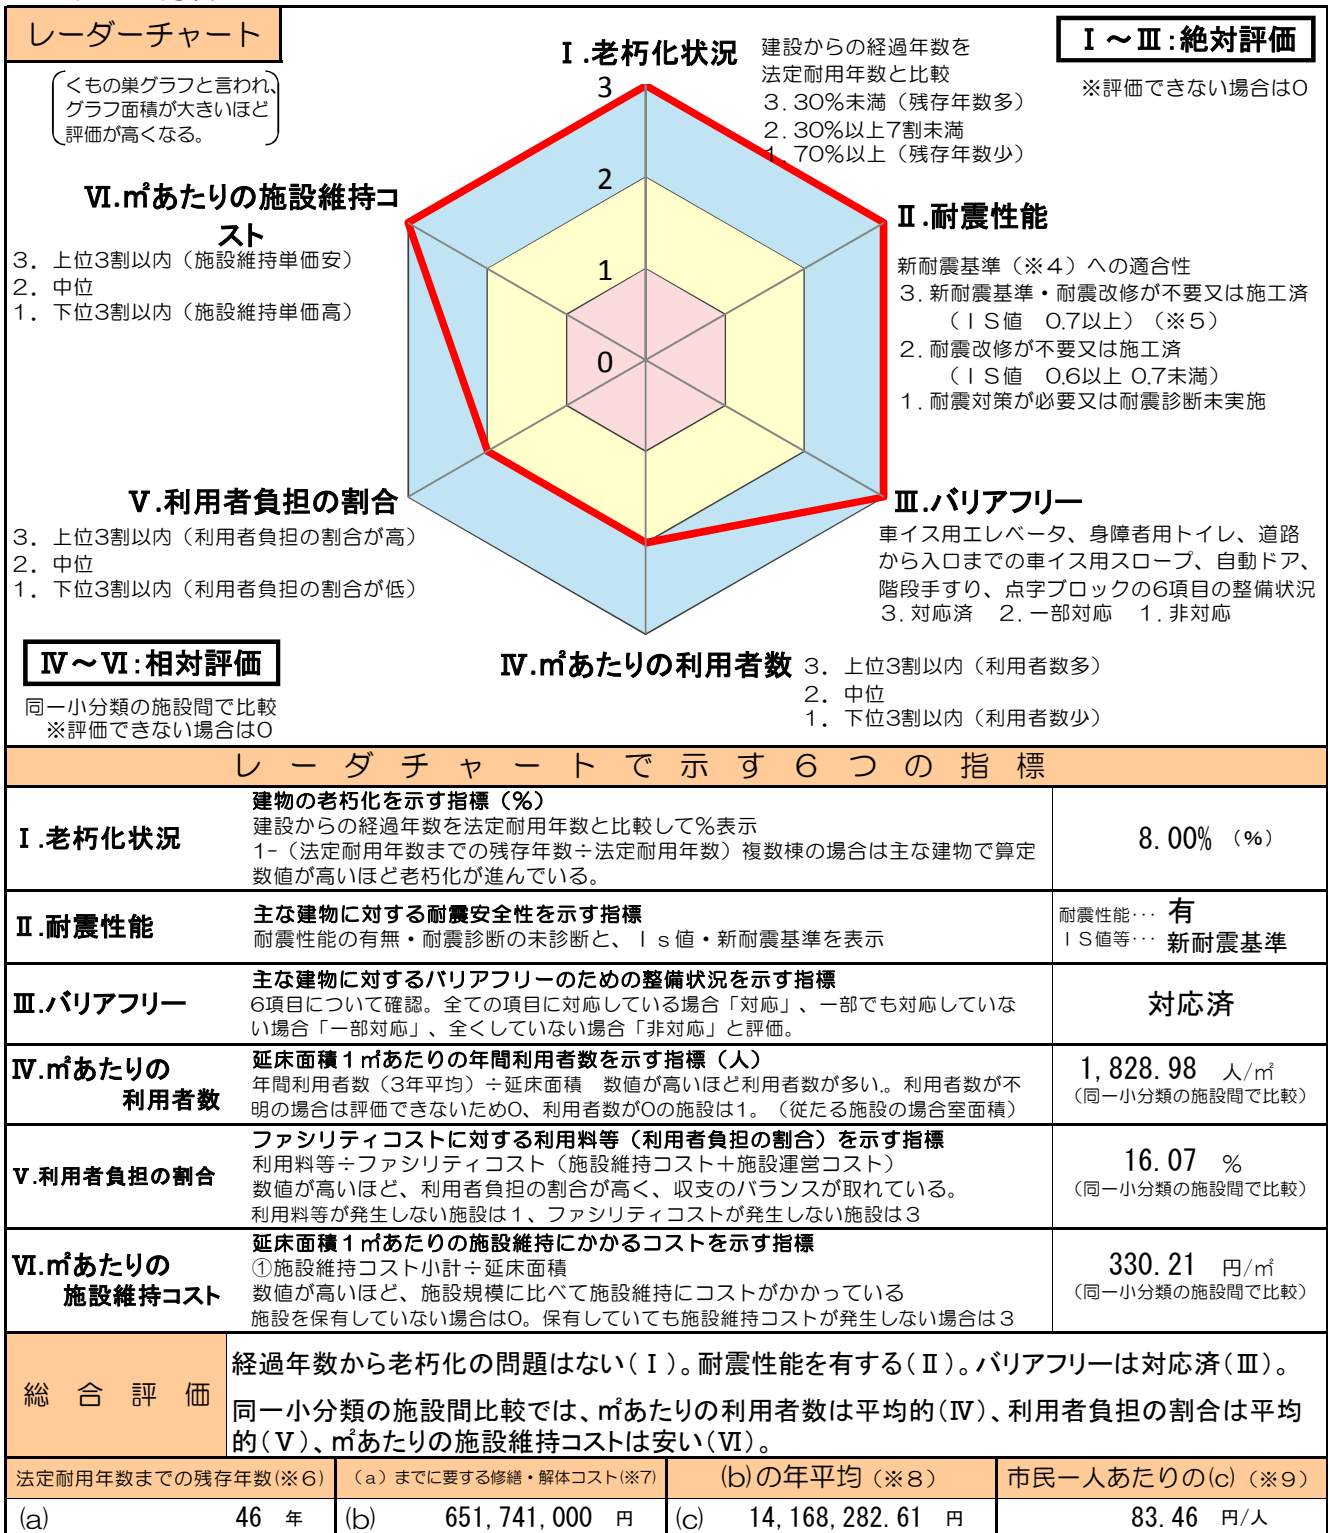 レーダーチャート
くもの巣グラフと言われ、
グラフ面積が大きいほど
評価が高くなる。
Ⅰ～Ⅲ:絶対評価
※評価できない場合は0
Ⅰ.老朽化状況
建設からの経過年数を
法定耐用年数と比較
3.30%未満（残存年数多）
2.30%以上7割未満
1.70%以上（残存年数少）
3
2
1
0
Ⅱ.耐震性能
新耐震基準（※4）への適合性
3.新耐震基準・耐震改修が不要又は施工済
（ＩＳ値　0.7以上）（※5）
2.耐震改修が不要又は施工済
（ＩＳ値　0.6以上 0.7未満）
1.耐震対策が必要又は耐震診断未実施
Ⅲ.バリアフリー
車イス用エレベータ、身障者用トイレ、道路
から入口までの車イス用スロープ、自動ドア、
階段手すり、点字ブロックの6項目の整備状況
3.対応済　2.一部対応　1.非対応
Ⅳ.㎡あたりの利用者数
3.　上位3割以内（利用者数多）
2.　中位
1.　下位3割以内（利用者数少）
Ⅴ.利用者負担の割合
3.　上位3割以内（利用者負担の割合が高）
2.　中位
1.　下位3割以内（利用者負担の割合が低）
Ⅵ.㎡あたりの施設維持コ
スト
3.　上位3割以内（施設維持単価安）
2.　中位
1.　下位3割以内（施設維持単価高）
Ⅳ～Ⅵ:相対評価
同一小分類の施設間で比較
※評価できない場合は0
レーダチャートで示す6つの指標
Ⅰ.老朽化状況
建物の老朽化を示す指標（%）
建設からの経過年数を法定耐用年数と比較して%表示
1-（法定耐用年数までの残存年数÷法定耐用年数）複数棟の場合は主な建物で算定
数値が高いほど老朽化が進んでいる。
8.00%（%）
Ⅱ.耐震性能
主な建物に対する耐震安全性を示す指標
耐震性能の有無・耐震診断の未診断と、Ｉｓ値・新耐震基準を表示
耐震性能… 有
ＩＳ値等… 新耐震基準
Ⅲ.バリアフリー
主な建物に対するバリアフリーのための整備状況を示す指標
6項目について確認。全ての項目に対応している場合「対応」、一部でも対応していな
い場合「一部対応」、全くしていない場合「非対応」と評価。
対応済
Ⅳ.㎡あたりの
利用者数
延床面積1㎡あたりの年間利用者数を示す指標（人）
年間利用者数（3年平均）÷延床面積　数値が高いほど利用者数が多い。利用者数が不
明の場合は評価できないため0、利用者数が0の施設は1。（従たる施設の場合室面積）
1,828.98 人/㎡
（同一小分類の施設間で比較）
Ⅴ.利用者負担の割合
ファシリティコストに対する利用料等（利用者負担の割合）を示す指標
利用料等÷ファシリティコスト（施設維持コスト+施設運営コスト）
数値が高いほど、利用者負担の割合が高く、収支のバランスが取れている。
利用料等が発生しない施設は1、ファシリティコストが発生しない施設は3
16.07 %
（同一小分類の施設間で比較）
Ⅵ.㎡あたりの
施設維持コスト
延床面積1㎡あたりの施設維持にかかるコストを示す指標
①施設維持コスト小計÷延床面積
数値が高いほど、施設規模に比べて施設維持にコストがかかっている
施設を保有していない場合は0。保有していても施設維持コストが発生しない場合は3
330.21 円/㎡
（同一小分類の施設間で比較）
総合評価
経過年数から老朽化の問題はない(Ⅰ)。耐震性能を有する(Ⅱ)。バリアフリーは対応済(Ⅲ)。
同一小分類の施設間比較では、㎡あたりの利用者数は平均的(Ⅳ)、利用者負担の割合は平均
的(Ⅴ)、㎡あたりの施設維持コストは安い(Ⅵ)。
法定耐用年数までの残存年数(※6)
（a）までに要する修繕・解体コスト(※7)
(b)の年平均（※8）
市民一人あたりの(c)（※9）
(a) 46 年
(b) 651,741,000 円
(c) 14,168,282.61 円
83.46 円/人